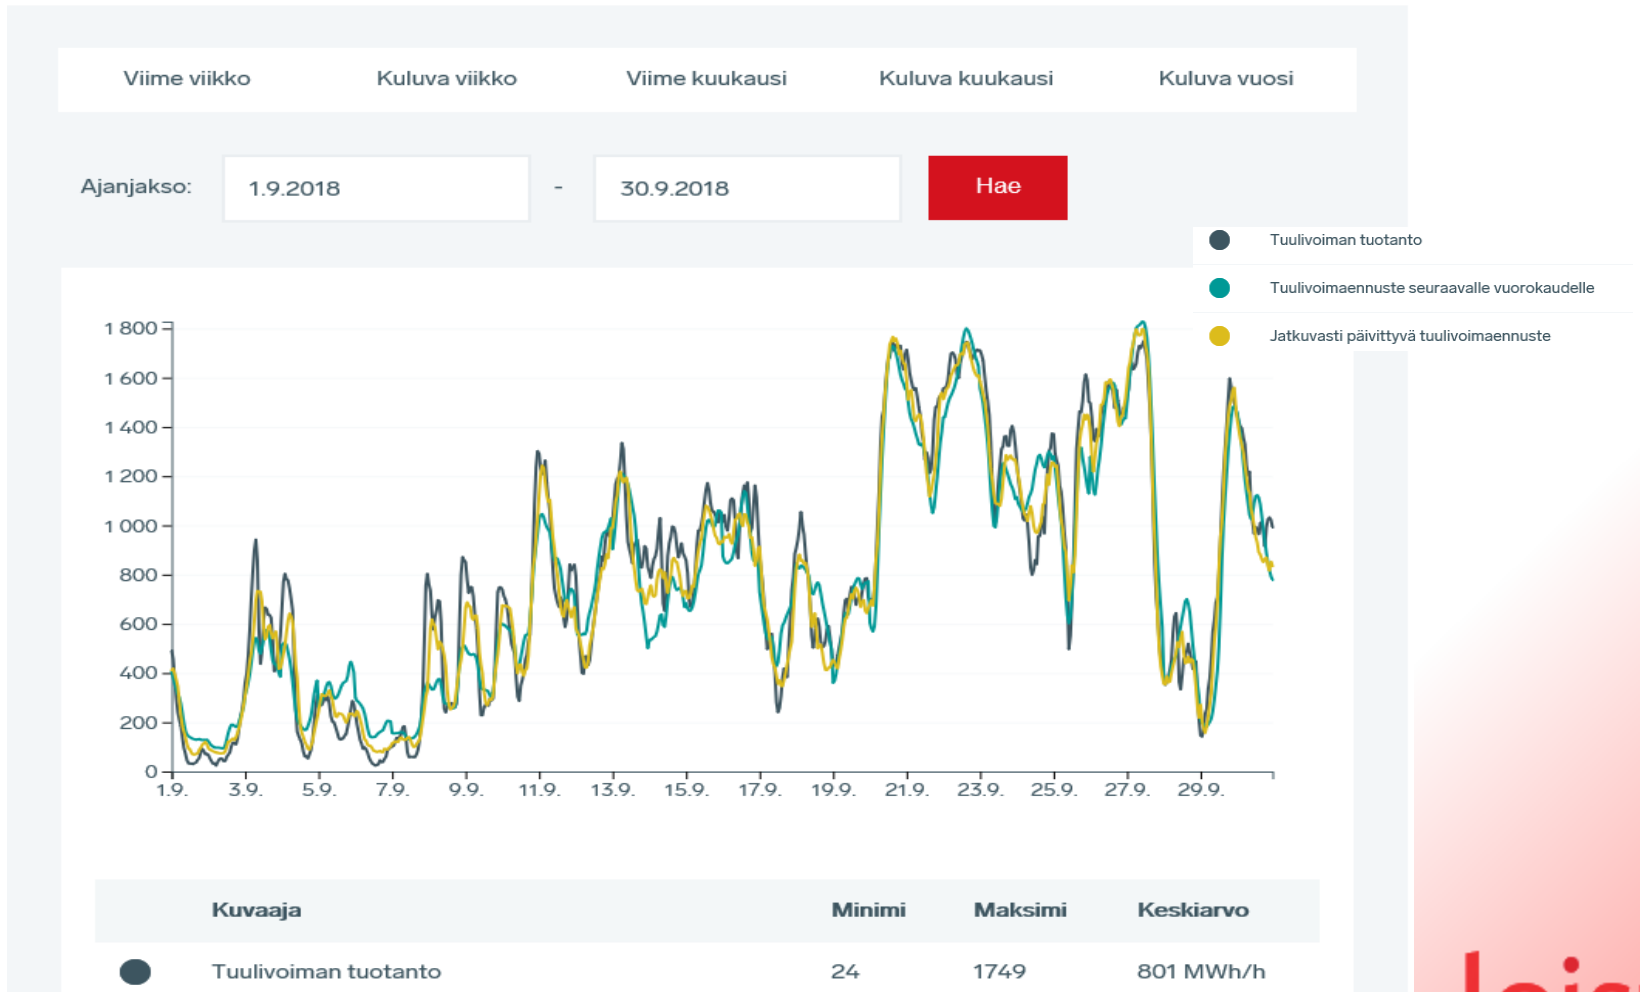 Viime viikko Kuluva viikko Viime kuukausi Kuluva kuukausi Kuluva vuosi
Ajanjakso: 1.9.2018 - 30.9.2018 Hae
Tuulivoiman tuotanto
Tuulivoimaennuste seuraavalle vuorokaudelle
Jatkuvasti päivittyvä tuulivoimaennuste
1 800
1 600
1 400
1 200
1 000
800
600
400
200
0
1.9. 3.9. 5.9. 7.9. 9.9. 11.9. 13.9. 15.9. 17.9. 19.9. 21.9. 23.9. 25.9. 27.9. 29.9.
Kuvaaja Minimi Maksimi Keskiarvo
Tuulivoiman tuotanto 24 1749 801 MWh/h